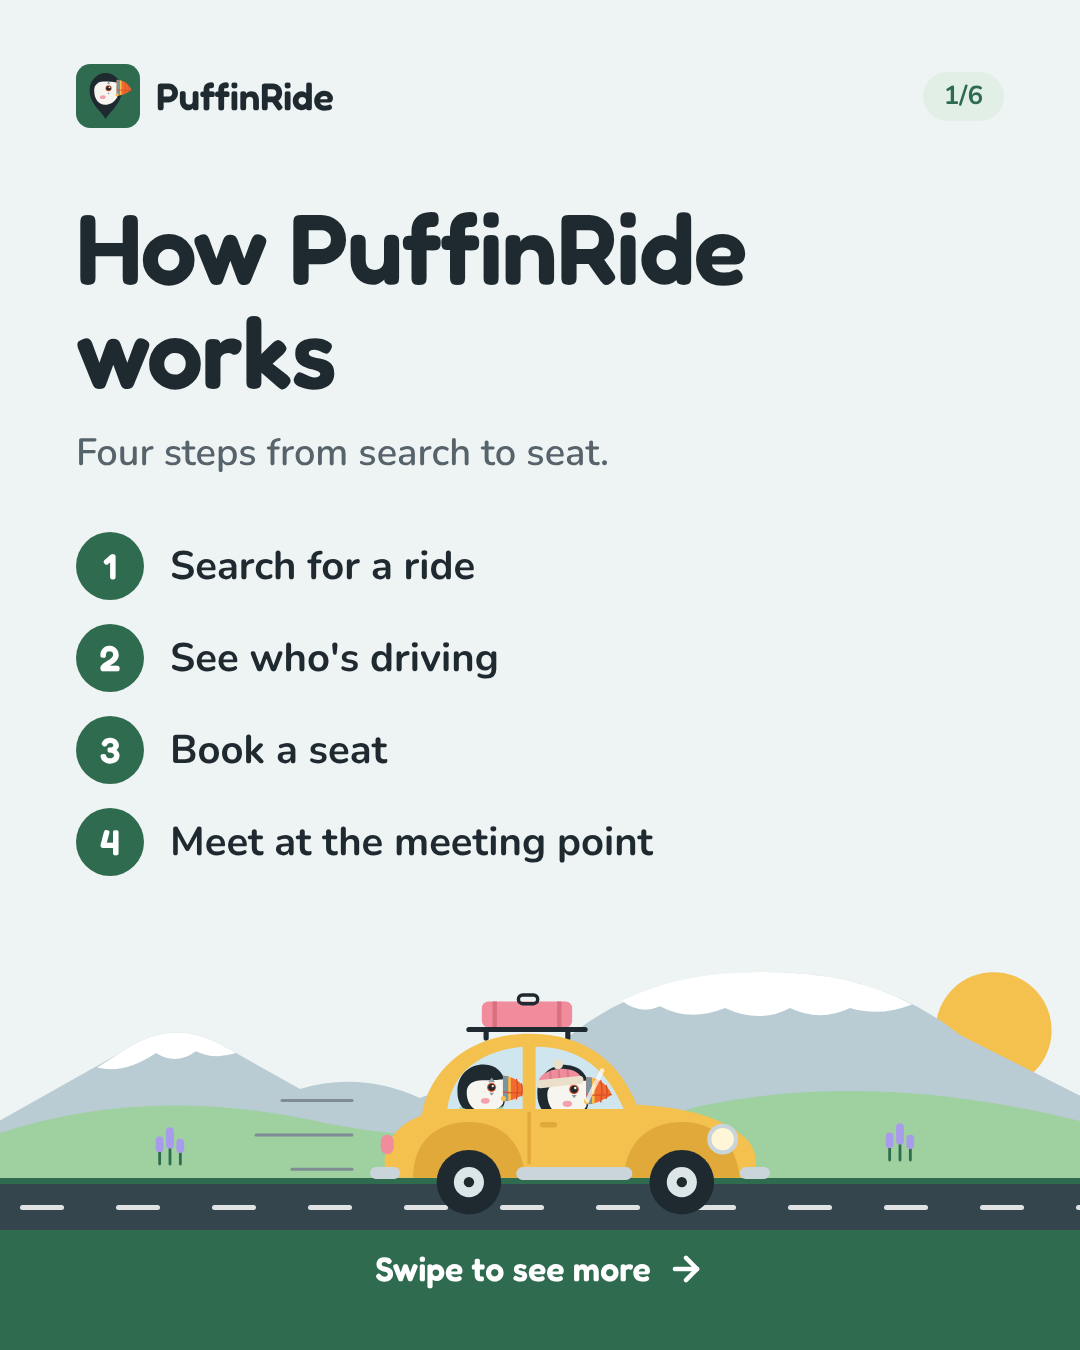 PuffinRide
1/6
How PuffinRide
works
Four steps from search to seat.
1 Search for a ride
2 See who's driving
3 Book a seat
4 Meet at the meeting point
Swipe to see more →